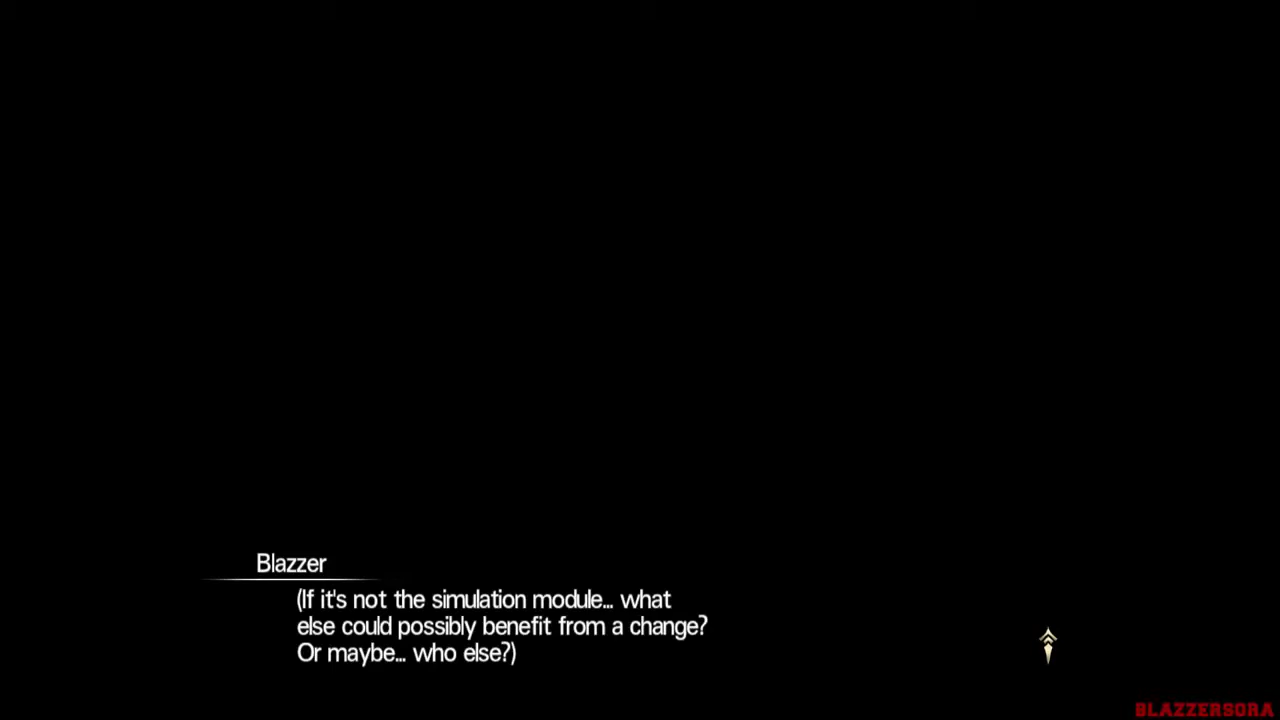 Blazzer
(If it's not the simulation module... what
else could possibly benefit from a change?
Or maybe... who else?)
BLAZZERSORA